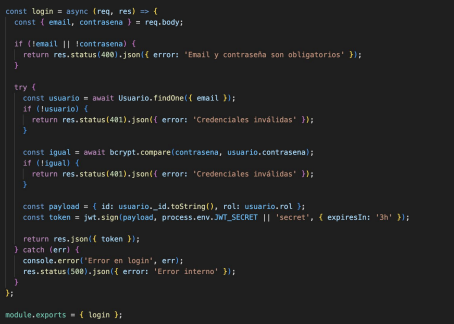 const login = async (req, res) => {
  const { email, contrasena } = req.body;

  if (!email || !contrasena) {
    return res.status(400).json({ error: 'Email y contraseña son obligatorios' });
  }

  try {
    const usuario = await Usuario.findOne({ email });
    if (!usuario) {
      return res.status(401).json({ error: 'Credenciales inválidas' });
    }

    const igual = await bcrypt.compare(contrasena, usuario.contrasena);
    if (!igual) {
      return res.status(401).json({ error: 'Credenciales inválidas' });
    }

    const payload = { id: usuario._id.toString(), rol: usuario.rol };
    const token = jwt.sign(payload, process.env.JWT_SECRET || 'secret', { expiresIn: '3h' });

    return res.json({ token });
  } catch (err) {
    console.error('Error en login', err);
    res.status(500).json({ error: 'Error interno' });
  }
};

module.exports = { login };